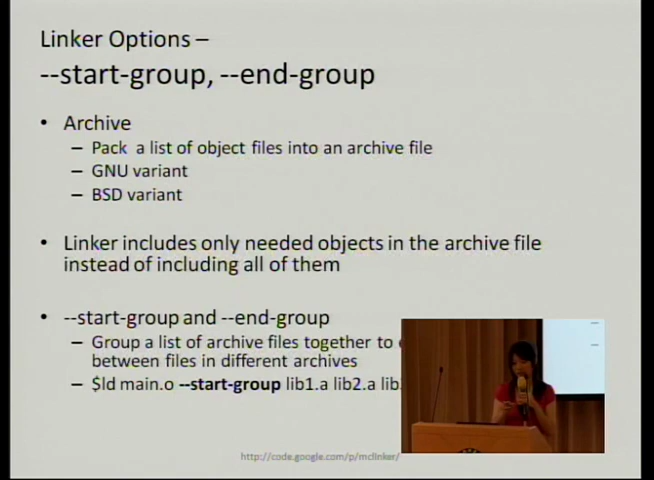 Linker Options –
--start-group, --end-group
• Archive
– Pack a list of object files into an archive file
– GNU variant
– BSD variant
• Linker includes only needed objects in the archive file
instead of including all of them
• --start-group and --end-group
– Group a list of archive files together to
between files in different archives
– $ld main.o --start-group lib1.a lib2.a lib
http://code.google.com/p/mclinker/